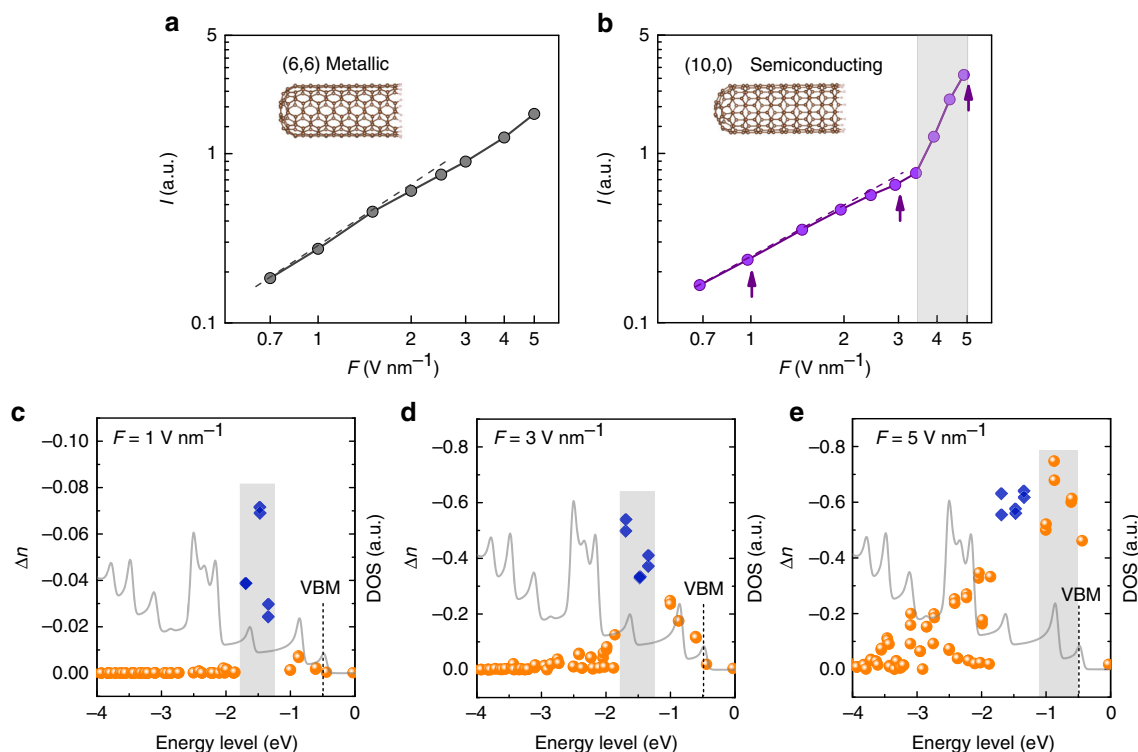 a
(6,6) Metallic
5
1
0.1
I (a.u.)
0.7 1 2 3 4 5
F (V nm⁻¹)
b
(10,0) Semiconducting
5
1
0.1
I (a.u.)
0.7 1 2 3 4 5
F (V nm⁻¹)
c
F = 1 V nm⁻¹
–0.10
–0.08
–0.06
–0.04
–0.02
0.00
Δn
VBM
DOS (a.u.)
–4 –3 –2 –1 0
Energy level (eV)
d
F = 3 V nm⁻¹
–0.8
–0.6
–0.4
–0.2
0.0
Δn
VBM
DOS (a.u.)
–4 –3 –2 –1 0
Energy level (eV)
e
F = 5 V nm⁻¹
–0.8
–0.6
–0.4
–0.2
0.0
Δn
VBM
DOS (a.u.)
–4 –3 –2 –1 0
Energy level (eV)